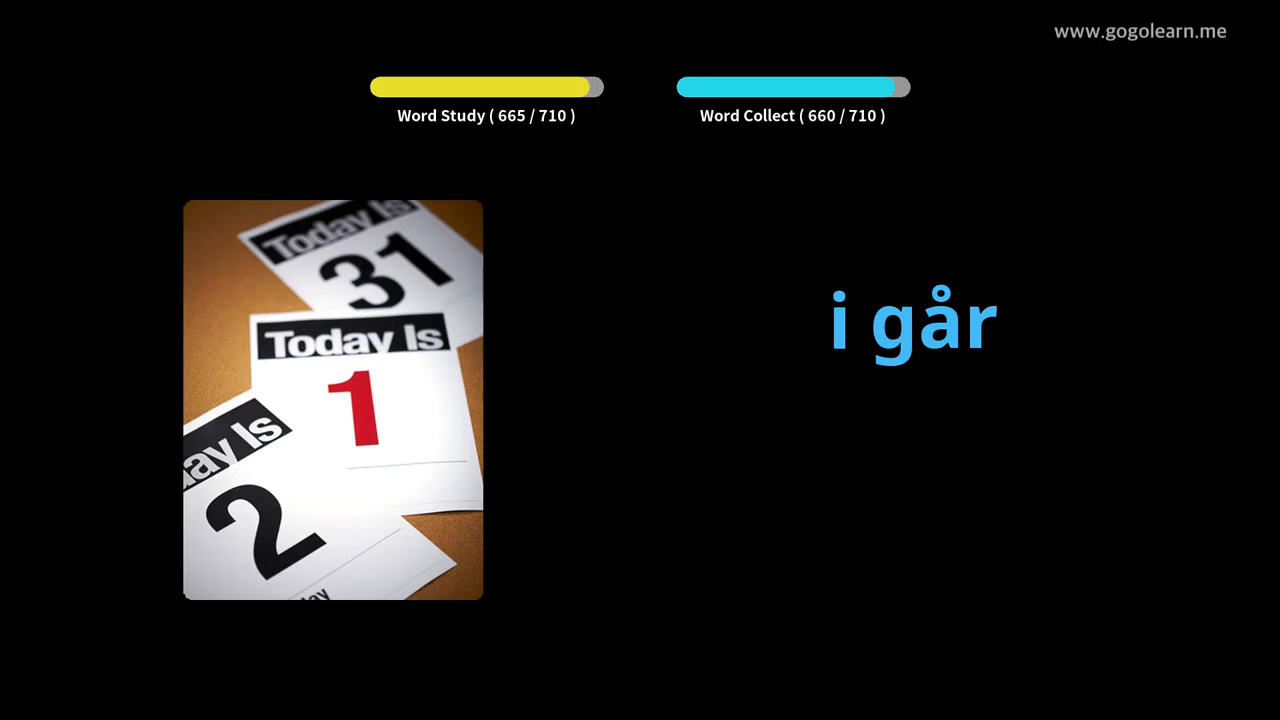 www.gogolearn.me
Word Study ( 665 / 710 )
Word Collect ( 660 / 710 )
Today Is
31
Today Is
1
ay Is
2
ay
i går